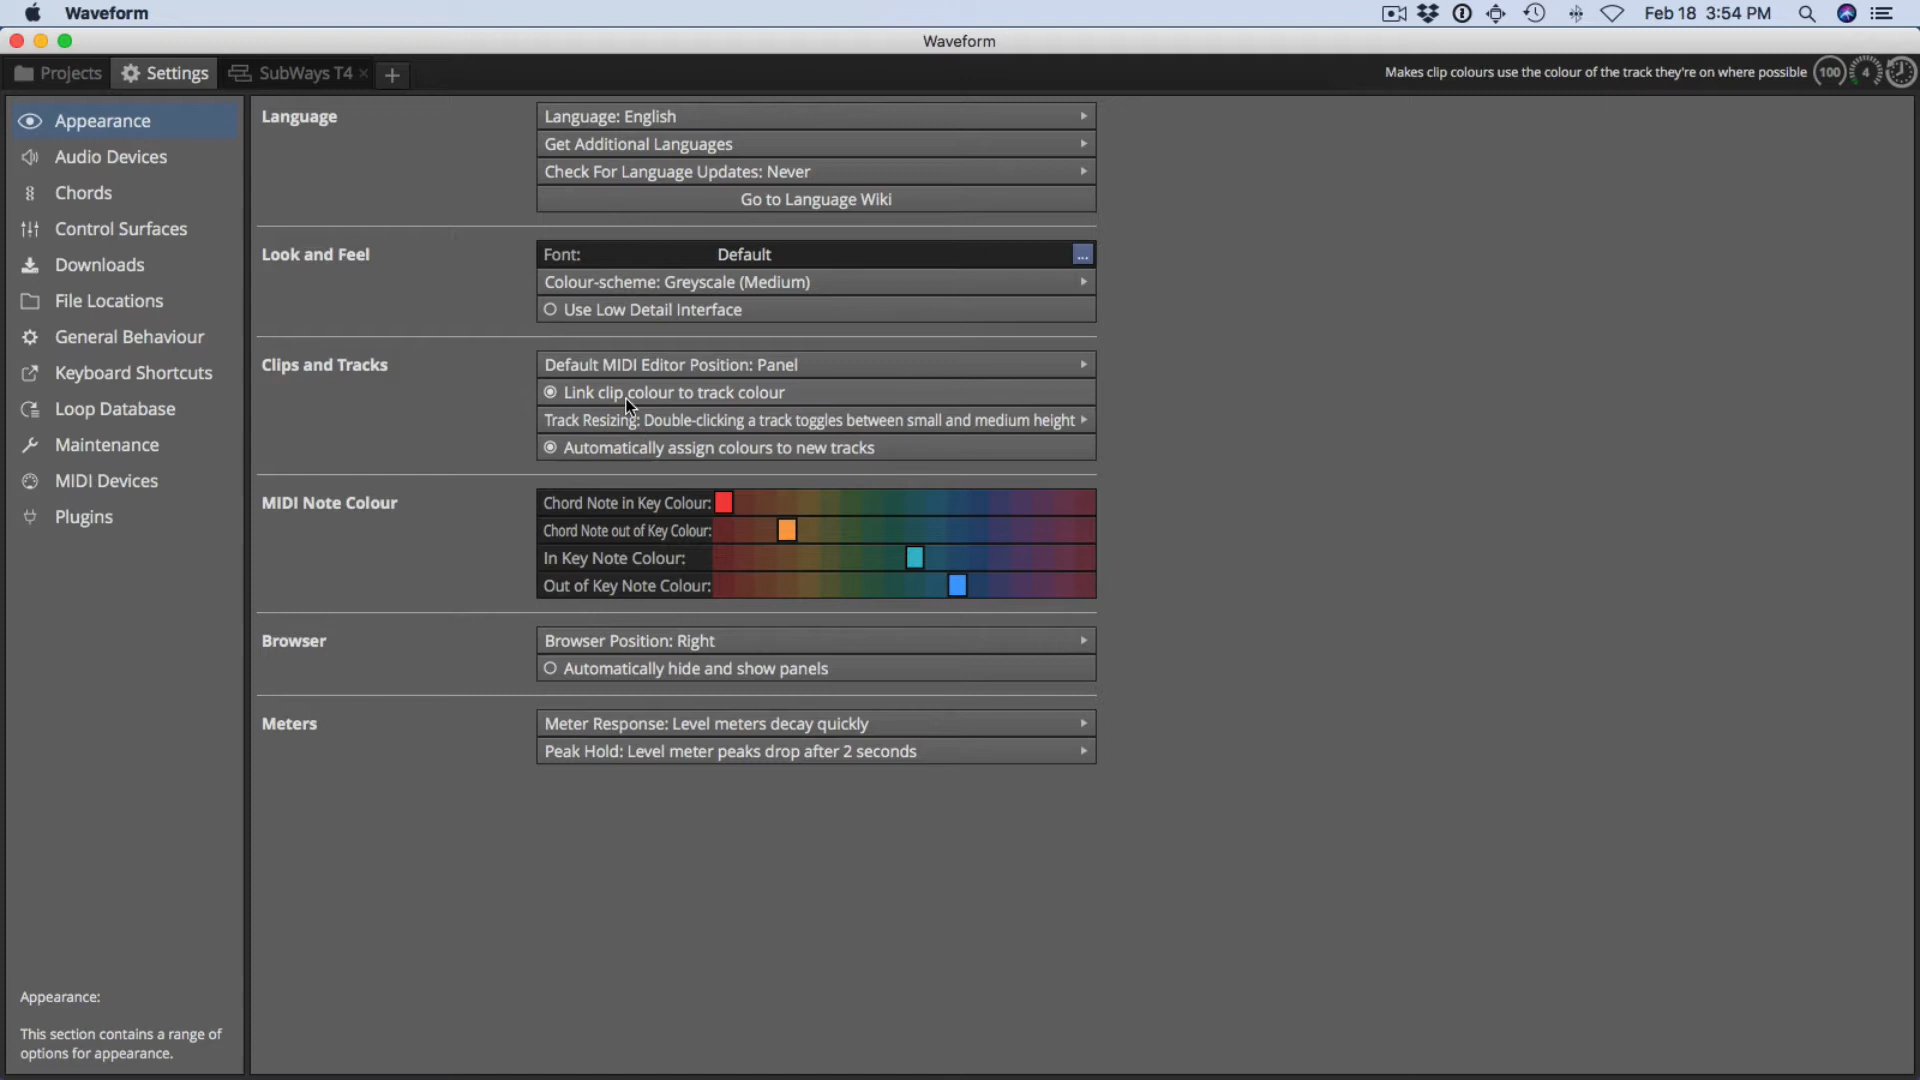 Waveform
Feb 18 3:54 PM
Waveform
Projects
Settings
SubWays T4
Makes clip colours use the colour of the track they're on where possible
100
4
Appearance
Audio Devices
Chords
Control Surfaces
Downloads
File Locations
General Behaviour
Keyboard Shortcuts
Loop Database
Maintenance
MIDI Devices
Plugins
Language
Language: English
Get Additional Languages
Check For Language Updates: Never
Go to Language Wiki
Look and Feel
Font: Default ...
Colour-scheme: Greyscale (Medium)
Use Low Detail Interface
Clips and Tracks
Default MIDI Editor Position: Panel
Link clip colour to track colour
Track Resizing: Double-clicking a track toggles between small and medium height
Automatically assign colours to new tracks
MIDI Note Colour
Chord Note in Key Colour:
Chord Note out of Key Colour:
In Key Note Colour:
Out of Key Note Colour:
Browser
Browser Position: Right
Automatically hide and show panels
Meters
Meter Response: Level meters decay quickly
Peak Hold: Level meter peaks drop after 2 seconds
Appearance:
This section contains a range of
options for appearance.